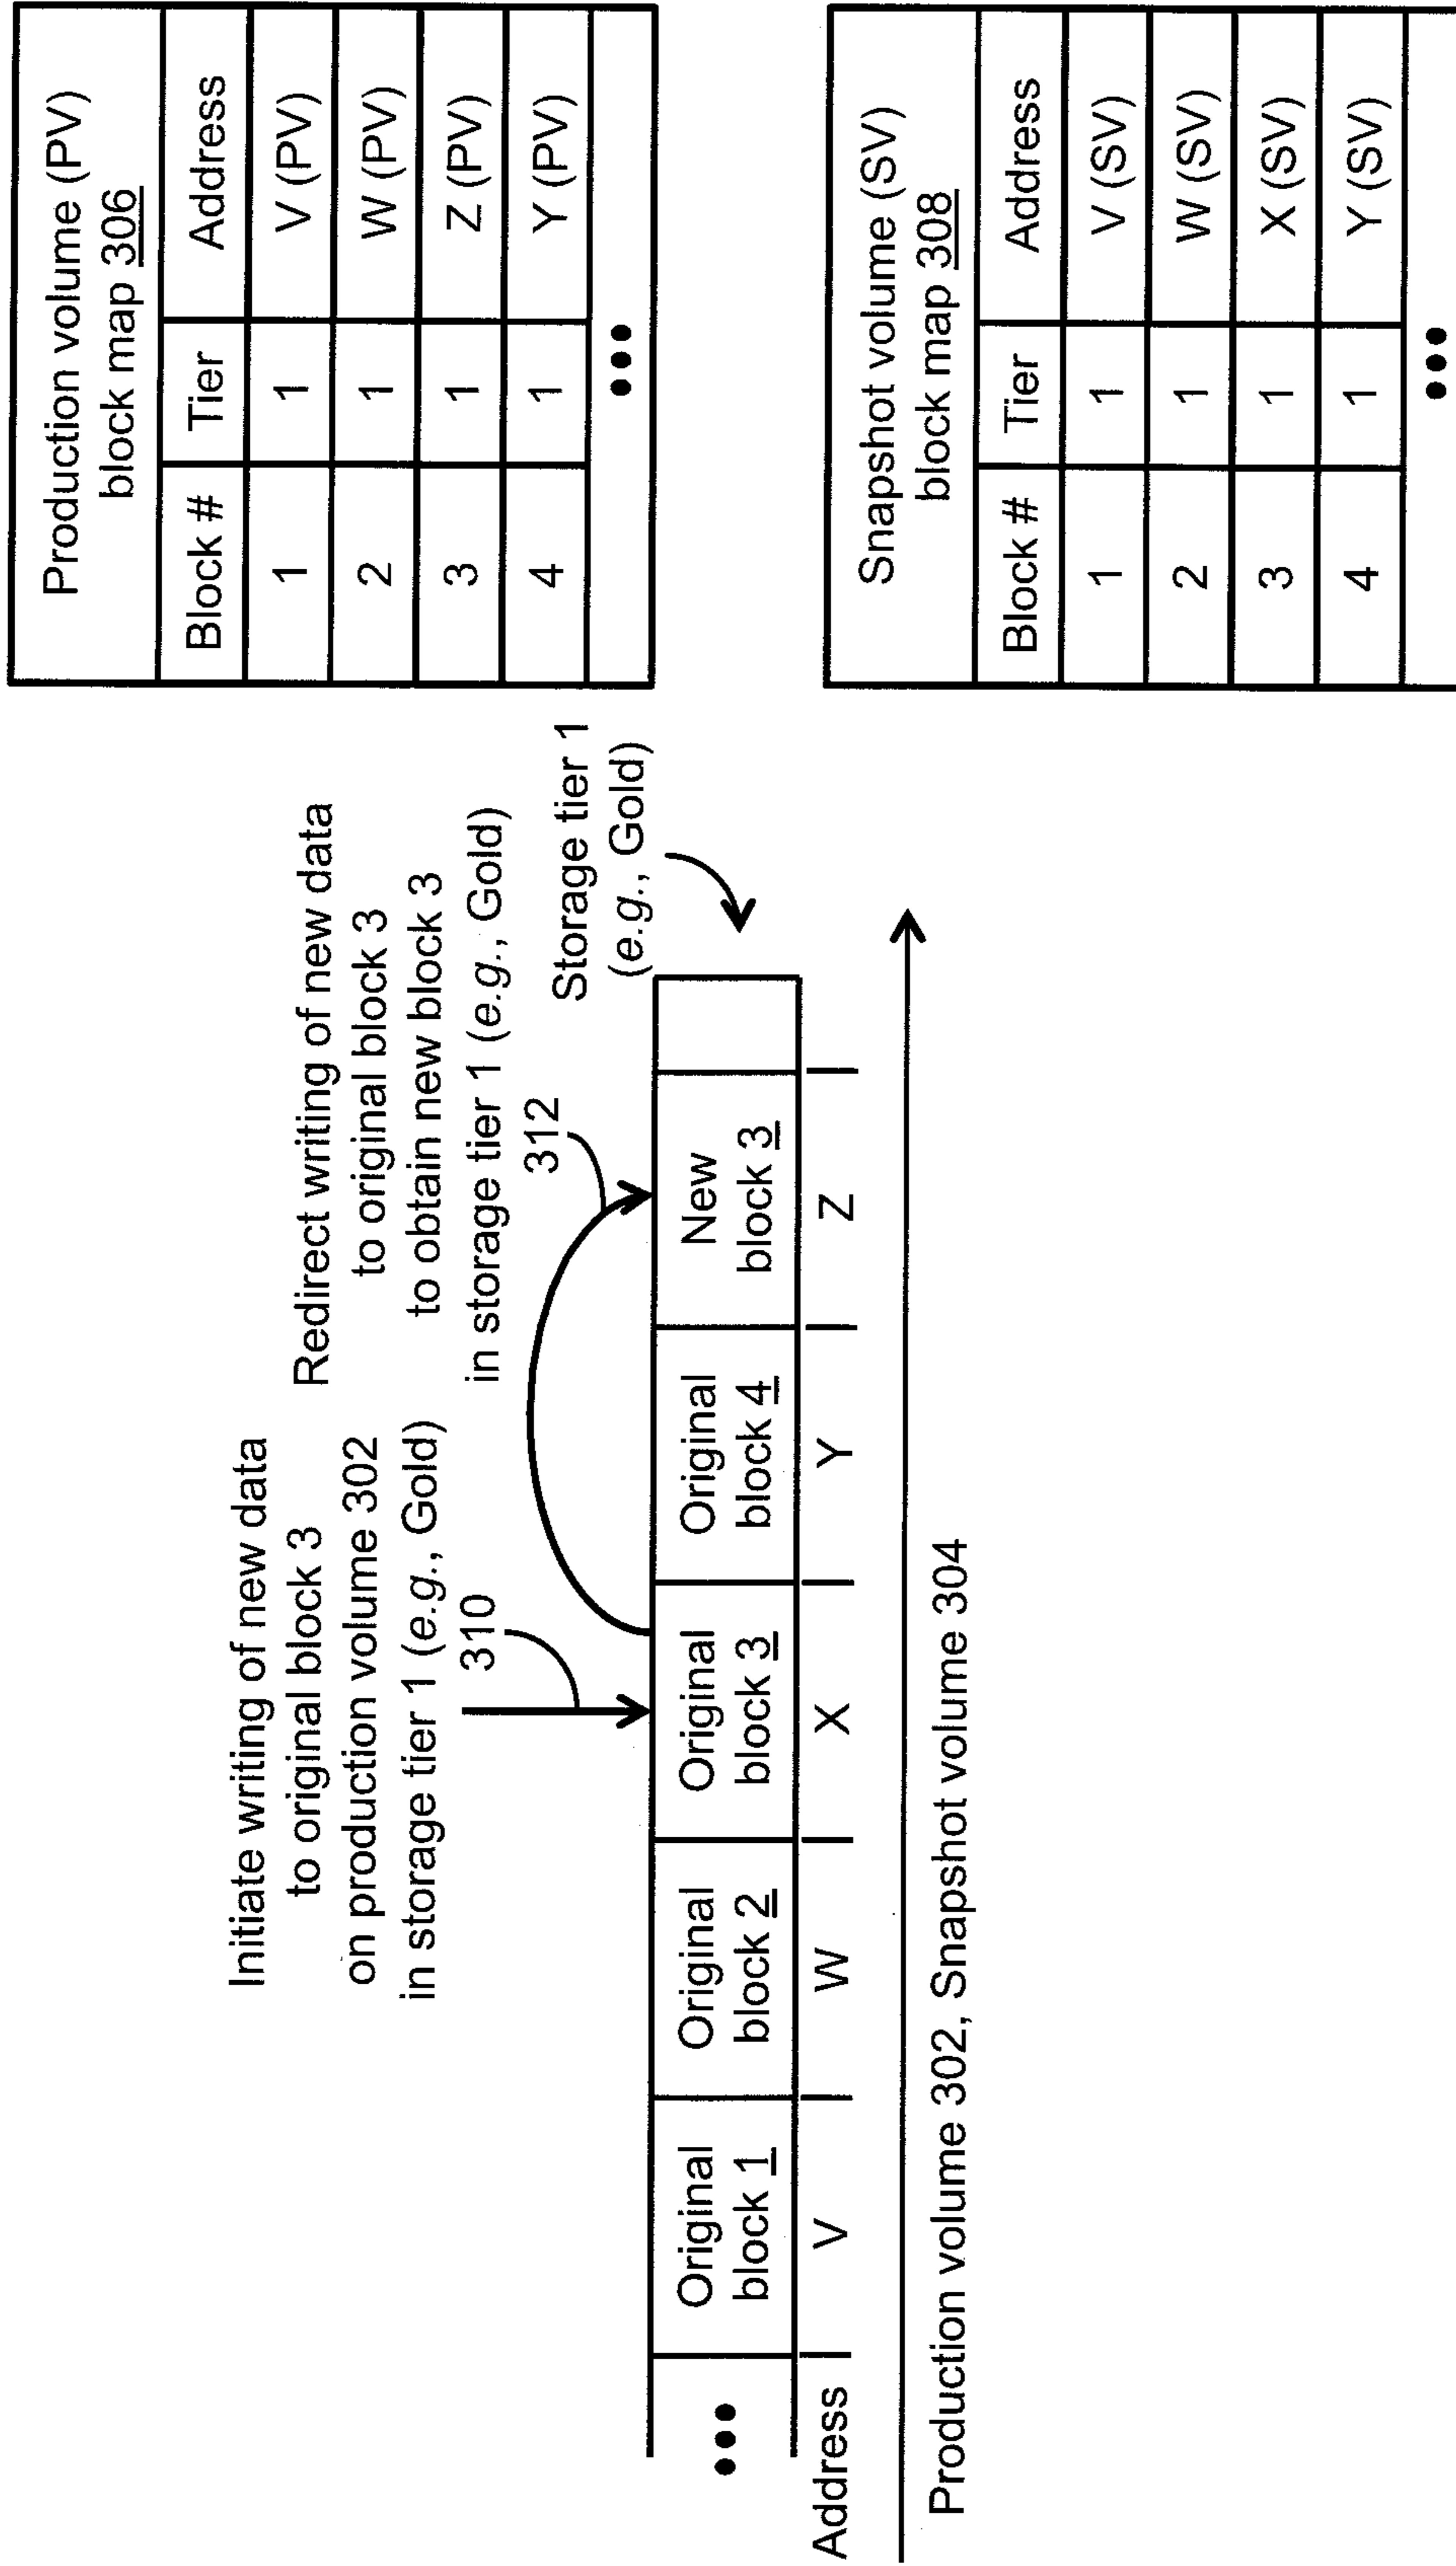 Initiate writing of new data
to original block 3
on production volume 302
in storage tier 1 (e.g., Gold)
310
Redirect writing of new data
to original block 3
to obtain new block 3
in storage tier 1 (e.g., Gold)
312
Storage tier 1
(e.g., Gold)
•••
Original
block 1
Original
block 2
Original
block 3
Original
block 4
New
block 3
Address V W X Y Z
Production volume 302, Snapshot volume 304
Production volume (PV)
block map 306
Block # Tier Address
1 1 V (PV)
2 1 W (PV)
3 1 Z (PV)
4 1 Y (PV)
•••
Snapshot volume (SV)
block map 308
Block # Tier Address
1 1 V (SV)
2 1 W (SV)
3 1 X (SV)
4 1 Y (SV)
•••